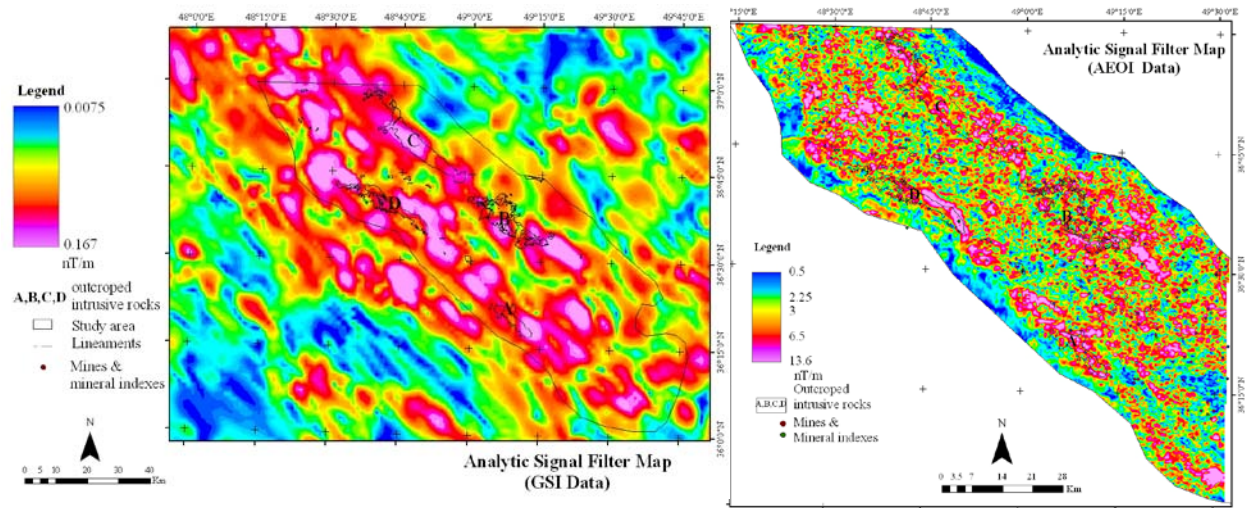 48°0'0"E 48°15'0"E 48°30'0"E 48°45'0"E 49°0'0"E 49°15'0"E 49°30'0"E 49°45'0"E
Legend
0.0075
0.167
nT/m
A,B,C,D
outcroped
intrusive rocks
Study area
Lineaments
Mines &
mineral indexes
N
0 5 10 20 30 40
Km
C
D
B
A
37°0'0"N
36°45'0"N
36°30'0"N
36°15'0"N
36°0'0"N
Analytic Signal Filter Map
(GSI Data)
48°30'0"E 48°45'0"E 49°0'0"E 49°15'0"E 49°30'0"E
Analytic Signal Filter Map
(AEOI Data)
C
D
B
A
36°45'0"N
36°30'0"N
36°15'0"N
Legend
0.5
2.25
3
6.5
13.6
nT/m
Outcroped
A,B,C,D
intrusive rocks
Mines &
Mineral indexes
N
0 3.5 7 14 21 28
Km